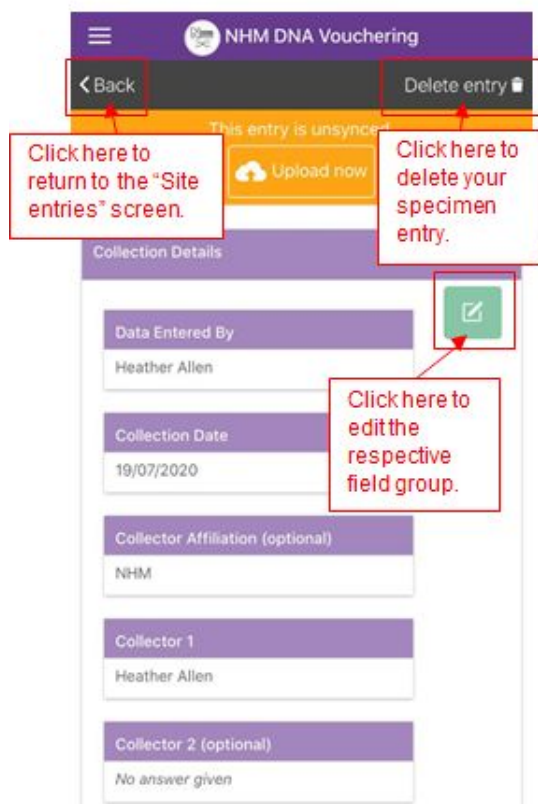 NHM DNA Vouchering
Back
Delete entry
This entry is unsynced
Upload now
Click here to
return to the “Site
entries” screen.
Click here to
delete your
specimen
entry.
Collection Details
Data Entered By
Heather Allen
Click here to
edit the
respective
field group.
Collection Date
19/07/2020
Collector Affiliation (optional)
NHM
Collector 1
Heather Allen
Collector 2 (optional)
No answer given